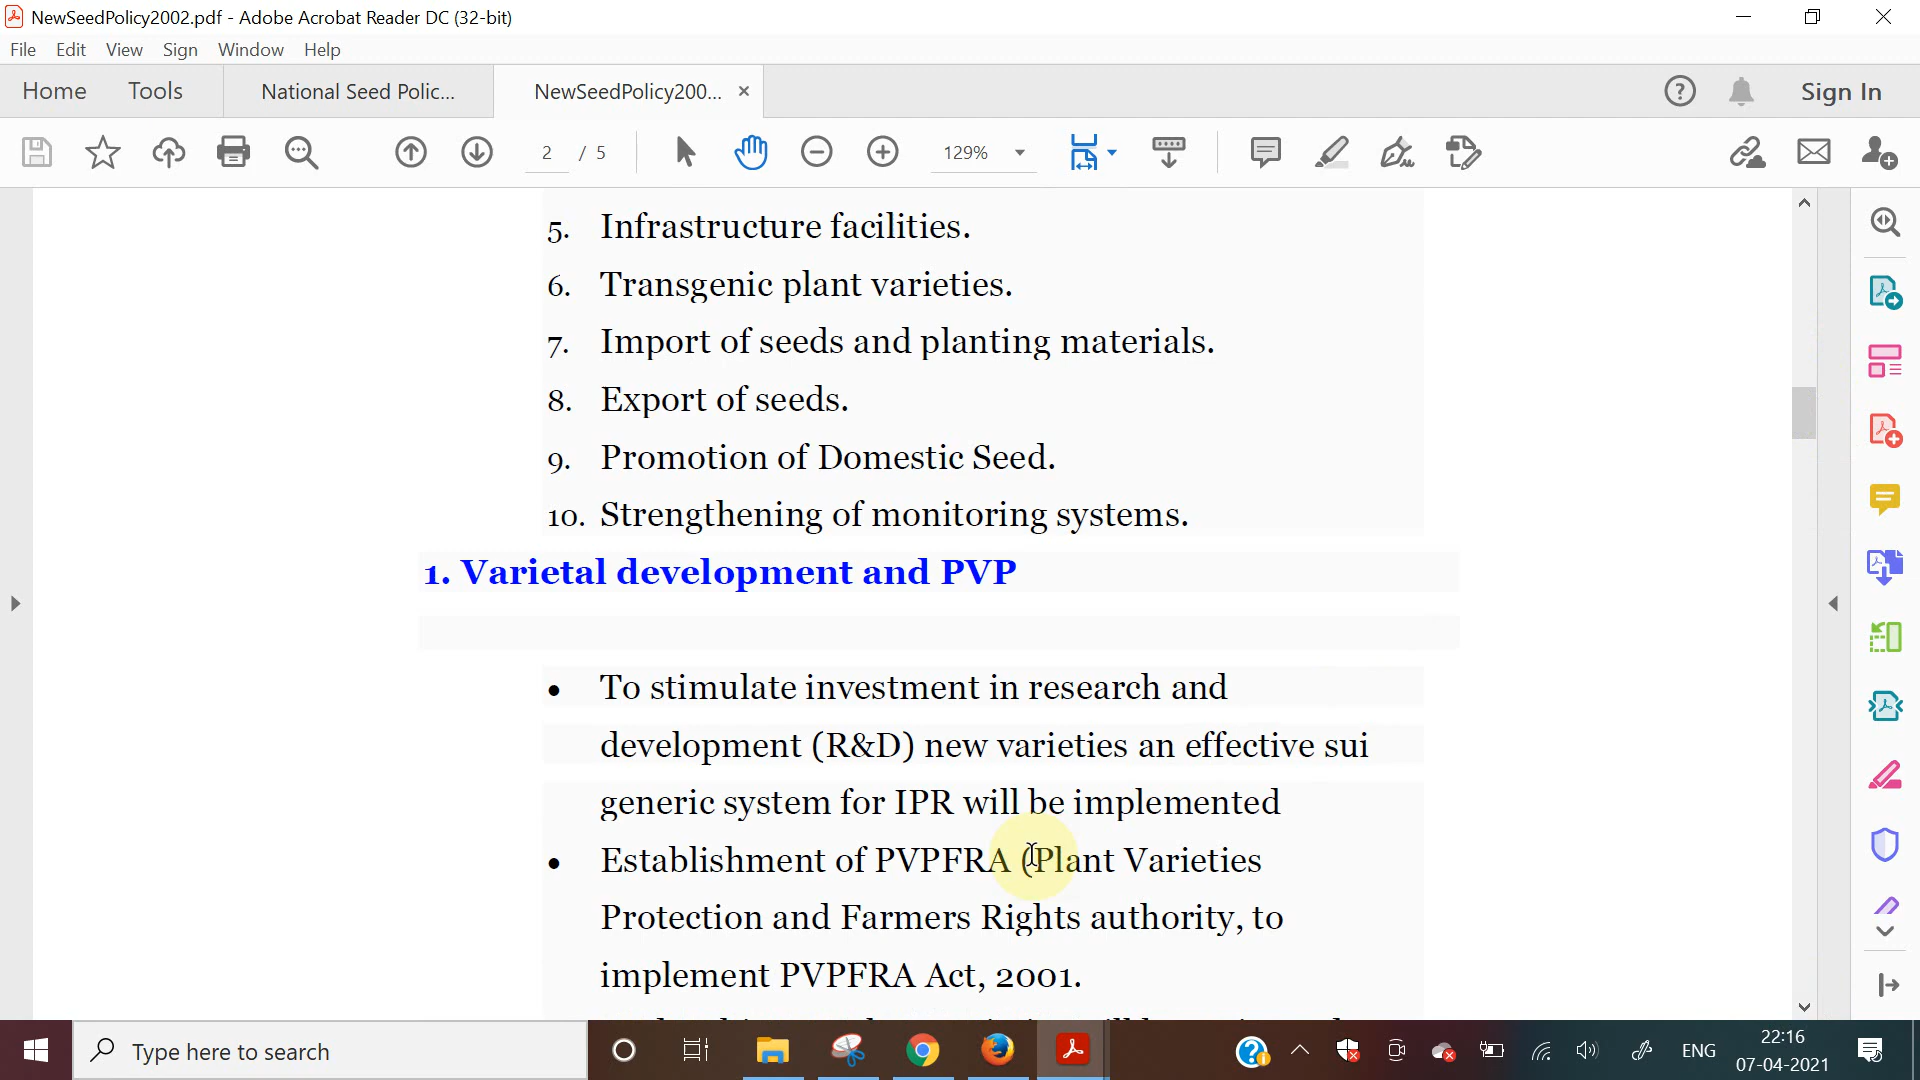 NewSeedPolicy2002.pdf - Adobe Acrobat Reader DC (32-bit)
File Edit View Sign Window Help
Home Tools National Seed Polic... NewSeedPolicy200... × Sign In
2 / 5 129%
5. Infrastructure facilities.
6. Transgenic plant varieties.
7. Import of seeds and planting materials.
8. Export of seeds.
9. Promotion of Domestic Seed.
10. Strengthening of monitoring systems.
1. Varietal development and PVP
• To stimulate investment in research and
development (R&D) new varieties an effective sui
generic system for IPR will be implemented
• Establishment of PVPFRA (Plant Varieties
Protection and Farmers Rights authority, to
implement PVPFRA Act, 2001.
Type here to search
ENG
22:16
07-04-2021